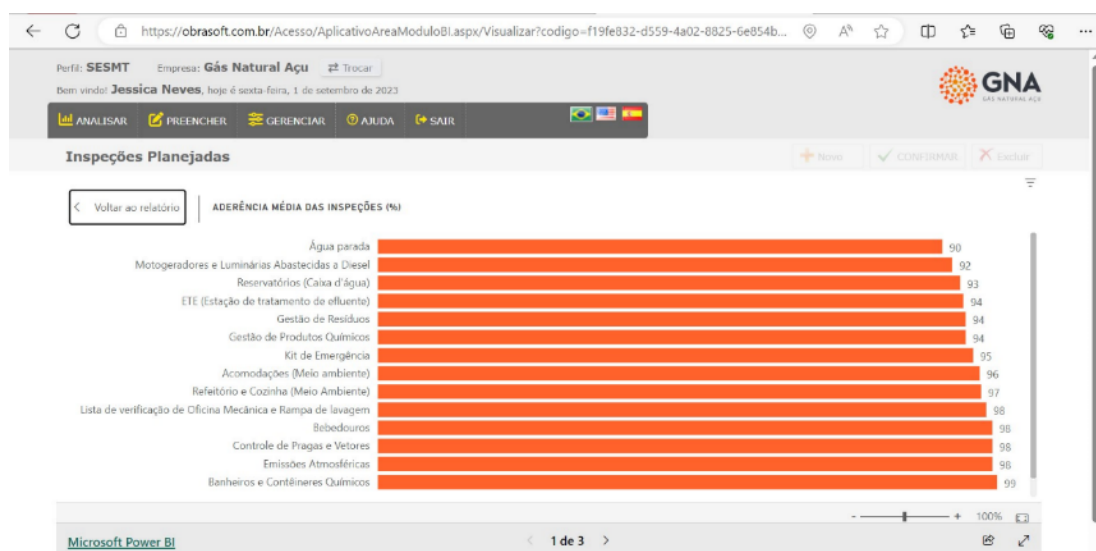 https://obrasoft.com.br/Acesso/AplicativoAreaModuloBI.aspx/Visualizar?codigo=f19fe832-d559-4a02-8825-6e854b...
Perfil: SESMT Empresa: Gás Natural Açu Trocar
Bem vindo! Jessica Neves, hoje é sexta-feira, 1 de setembro de 2023
GNA
GÁS NATURAL AÇU
ANALISAR PREENCHER GERENCIAR AJUDA SAIR
Inspeções Planejadas
Novo CONFIRMAR Excluir
Voltar ao relatório ADERÊNCIA MÉDIA DAS INSPEÇÕES (%)
Água parada 90
Motogeradores e Luminárias Abastecidas a Diesel 92
Reservatórios (Caixa d'água) 93
ETE (Estação de tratamento de efluente) 94
Gestão de Resíduos 94
Gestão de Produtos Químicos 94
Kit de Emergência 95
Acomodações (Meio ambiente) 96
Refeitório e Cozinha (Meio Ambiente) 97
Lista de verificação de Oficina Mecânica e Rampa de lavagem 98
Bebedouros 98
Controle de Pragas e Vetores 98
Emissões Atmosféricas 98
Banheiros e Contêineres Químicos 99
- + 100%
Microsoft Power BI < 1 de 3 >